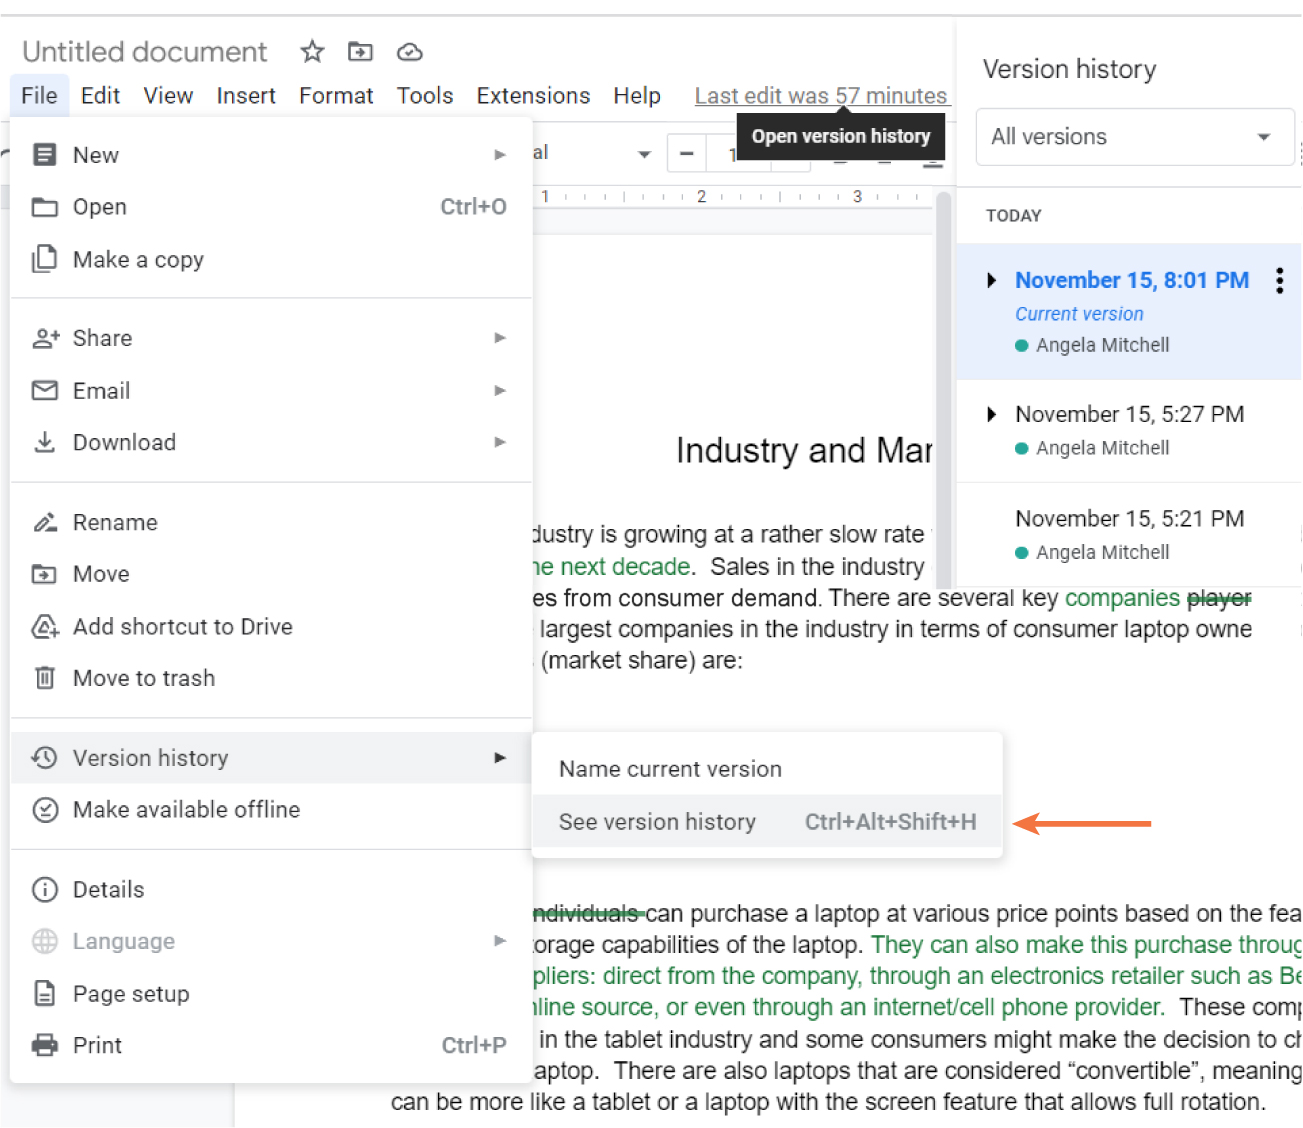 Untitled document
File Edit View Insert Format Tools Extensions Help Last edit was 57 minutes
Open version history
al
1
1 2 3
New
Open Ctrl+O
Make a copy
Share
Email
Download
Rename
Move
Add shortcut to Drive
Move to trash
Version history
Make available offline
Details
Language
Page setup
Print Ctrl+P
Name current version
See version history Ctrl+Alt+Shift+H
Version history
All versions
TODAY
November 15, 8:01 PM
Current version
Angela Mitchell
November 15, 5:27 PM
Angela Mitchell
November 15, 5:21 PM
Angela Mitchell
Industry and Mar
dustry is growing at a rather slow rate
ne next decade. Sales in the industry
es from consumer demand. There are several key companies player
largest companies in the industry in terms of consumer laptop owne
(market share) are:
ndividuals can purchase a laptop at various price points based on the fea
orage capabilities of the laptop. They can also make this purchase throug
pliers: direct from the company, through an electronics retailer such as Be
nline source, or even through an internet/cell phone provider. These comp
in the tablet industry and some consumers might make the decision to ch
aptop. There are also laptops that are considered “convertible”, meaning
can be more like a tablet or a laptop with the screen feature that allows full rotation.